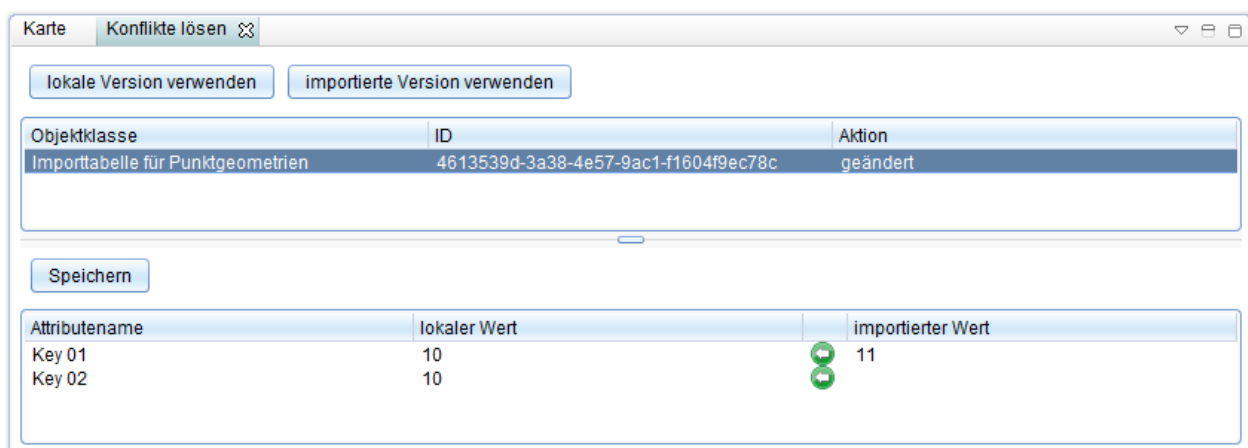 Karte Konflikte lösen
lokale Version verwenden importierte Version verwenden
Objektklasse ID Aktion
Importtabelle für Punktgeometrien 4613539d-3a38-4e57-9ac1-f1604f9ec78c geändert
Speichern
Attributename lokaler Wert importierter Wert
Key 01 10 11
Key 02 10